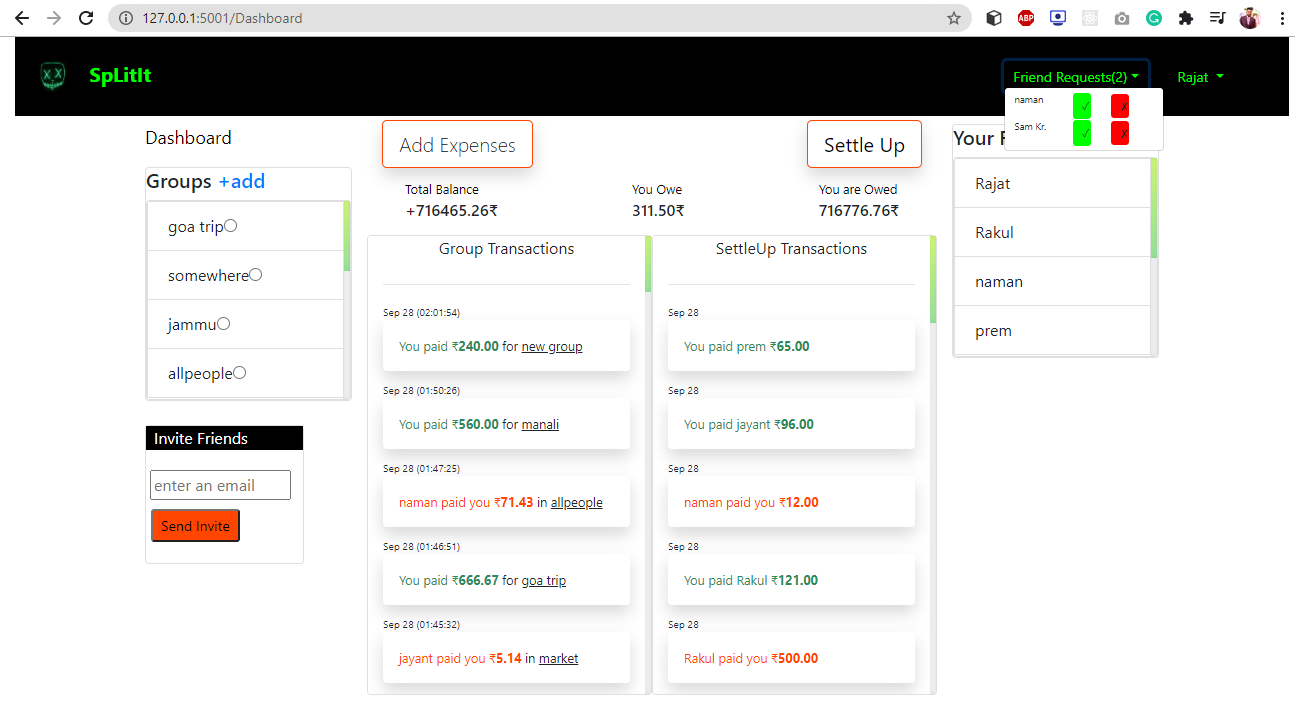 127.0.0.1:5001/Dashboard
ABP
SpLitIt
Friend Requests(2)
Rajat
naman ✓ X
Sam Kr. ✓ X
Dashboard
Add Expenses
Settle Up
Your F
Groups +add
Total Balance
+716465.26₹
You Owe
311.50₹
You are Owed
716776.76₹
goa trip
somewhere
jammu
allpeople
Invite Friends
enter an email
Send Invite
Group Transactions
Sep 28 (02:01:54)
You paid ₹240.00 for new group
Sep 28 (01:50:26)
You paid ₹560.00 for manali
Sep 28 (01:47:25)
naman paid you ₹71.43 in allpeople
Sep 28 (01:46:51)
You paid ₹666.67 for goa trip
Sep 28 (01:45:32)
jayant paid you ₹5.14 in market
SettleUp Transactions
Sep 28
You paid prem ₹65.00
Sep 28
You paid jayant ₹96.00
Sep 28
naman paid you ₹12.00
Sep 28
You paid Rakul ₹121.00
Sep 28
Rakul paid you ₹500.00
Rajat
Rakul
naman
prem